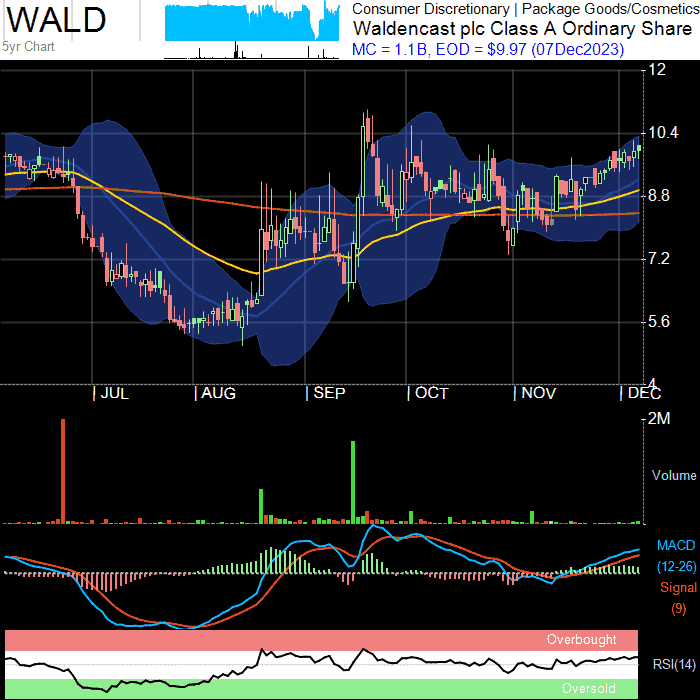 WALD
5yr Chart
Consumer Discretionary | Package Goods/Cosmetics
Waldencast plc Class A Ordinary Share
MC = 1.1B, EOD = $9.97 (07Dec2023)
12
10.4
8.8
7.2
5.6
4
| JUL | AUG | SEP | OCT | NOV | DEC
2M
Volume
MACD
(12-26)
Signal
(9)
Overbought
RSI(14)
Oversold